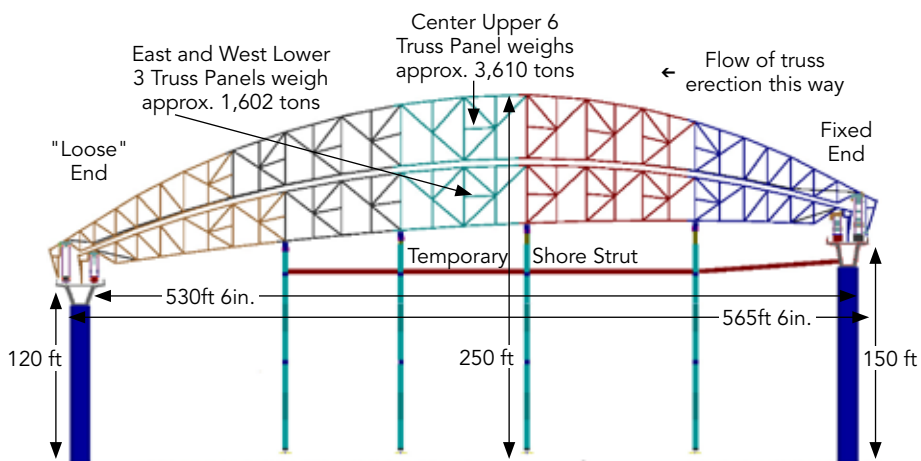 Center Upper 6
Truss Panel weighs
approx. 3,610 tons
East and West Lower
3 Truss Panels weigh
approx. 1,602 tons
← Flow of truss
erection this way
"Loose"
End
Fixed
End
Temporary Shore Strut
530ft 6in.
565ft 6in.
120 ft
250 ft
150 ft